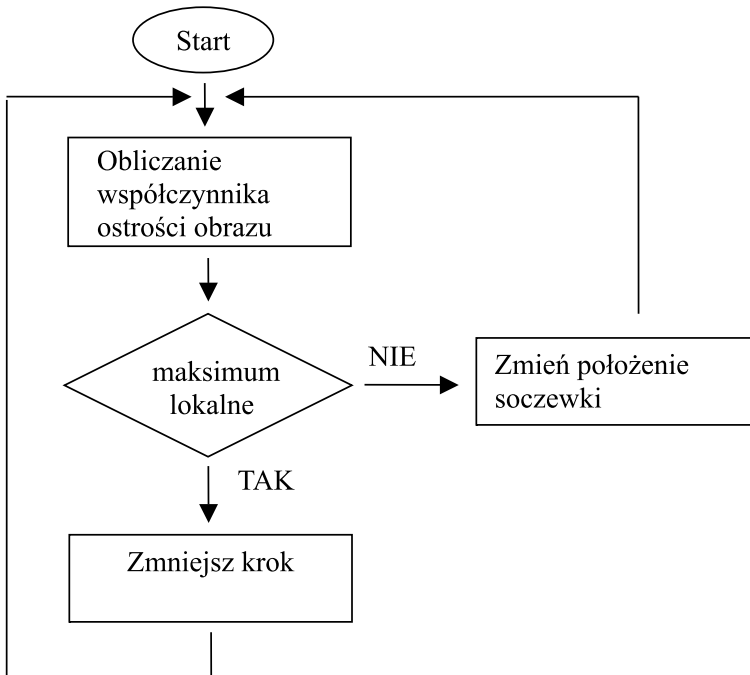 Start
Obliczanie
współczynnika
ostrości obrazu
maksimum
lokalne
NIE
Zmień położenie
soczewki
TAK
Zmniejsz krok